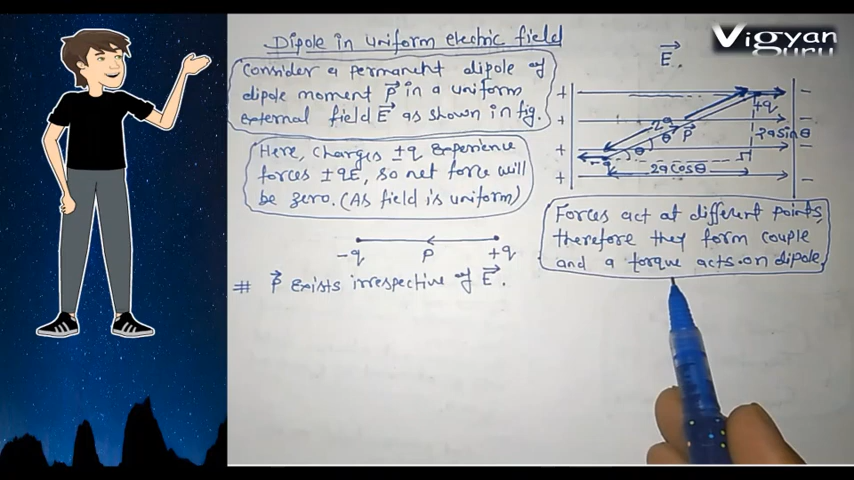 Vigyan
Guru
Dipole in uniform electric field
Consider a permanent dipole of
dipole moment P⃗ in a uniform
external field E⃗ as shown in fig.
Here, charges ±q experience
forces ±qE, so net force will
be zero. (As field is uniform)
-q P +q
# P⃗ exists irrespective of E⃗.
E⃗.
+ -
+ +q
+ 2a θ P⃗ 2a sinθ
-q θ
+ 2a cosθ -
Forces act at different points,
therefore they form couple
and a torque acts on dipole.